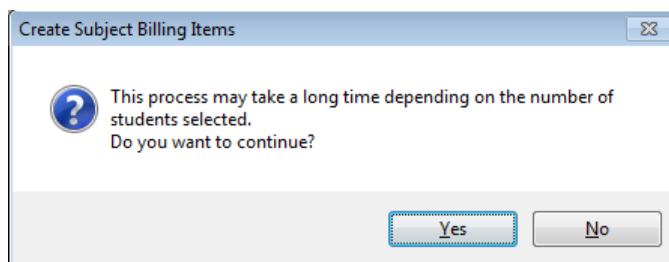 Create Subject Billing Items
This process may take a long time depending on the number of
students selected.
Do you want to continue?
Yes
No